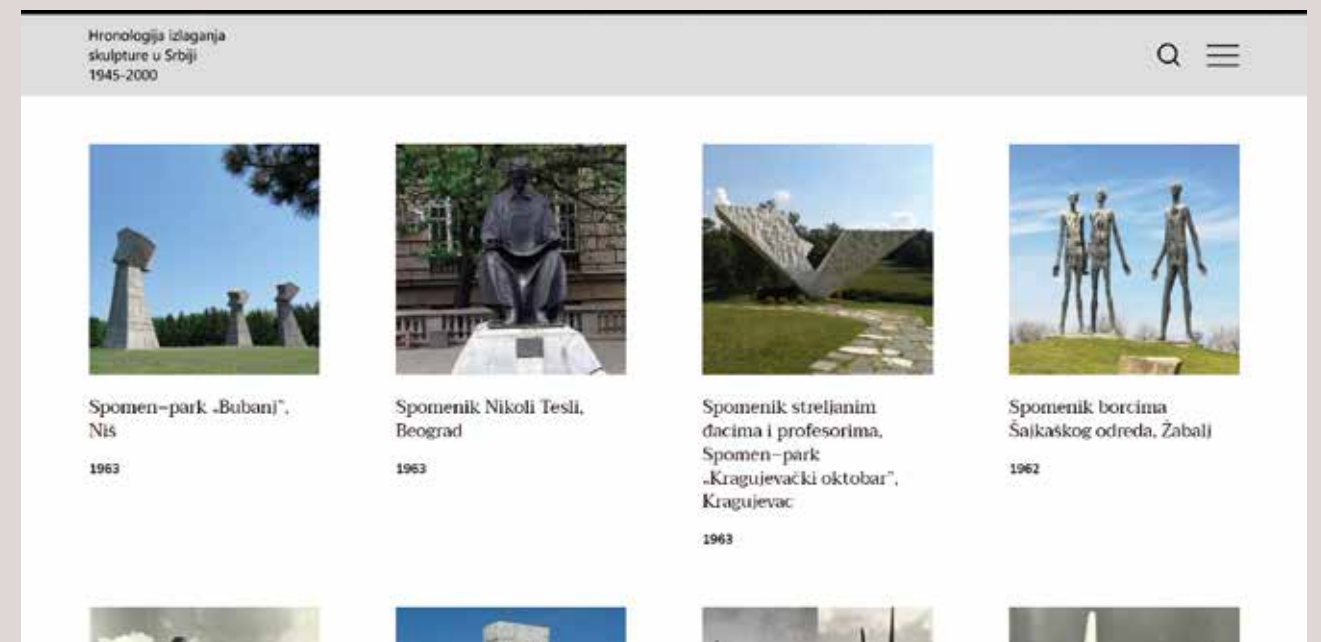 Hronologija izlaganja
skulpture u Srbiji
1945-2000
Spomen-park „Bubanj”,
Niš
1963
Spomenik Nikoli Tesli,
Beograd
1963
Spomenik streljanim
đacima i profesorima,
Spomen-park
„Kragujevački oktobar”,
Kragujevac
1963
Spomenik borcima
Šajkaškog odreda, Žabalj
1962